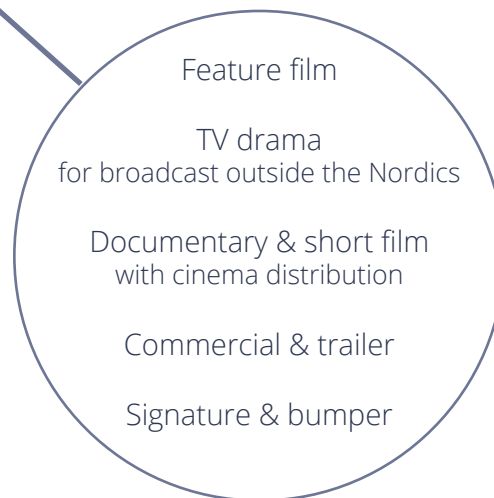 Feature film
TV drama
for broadcast outside the Nordics
Documentary & short film
with cinema distribution
Commercial & trailer
Signature & bumper